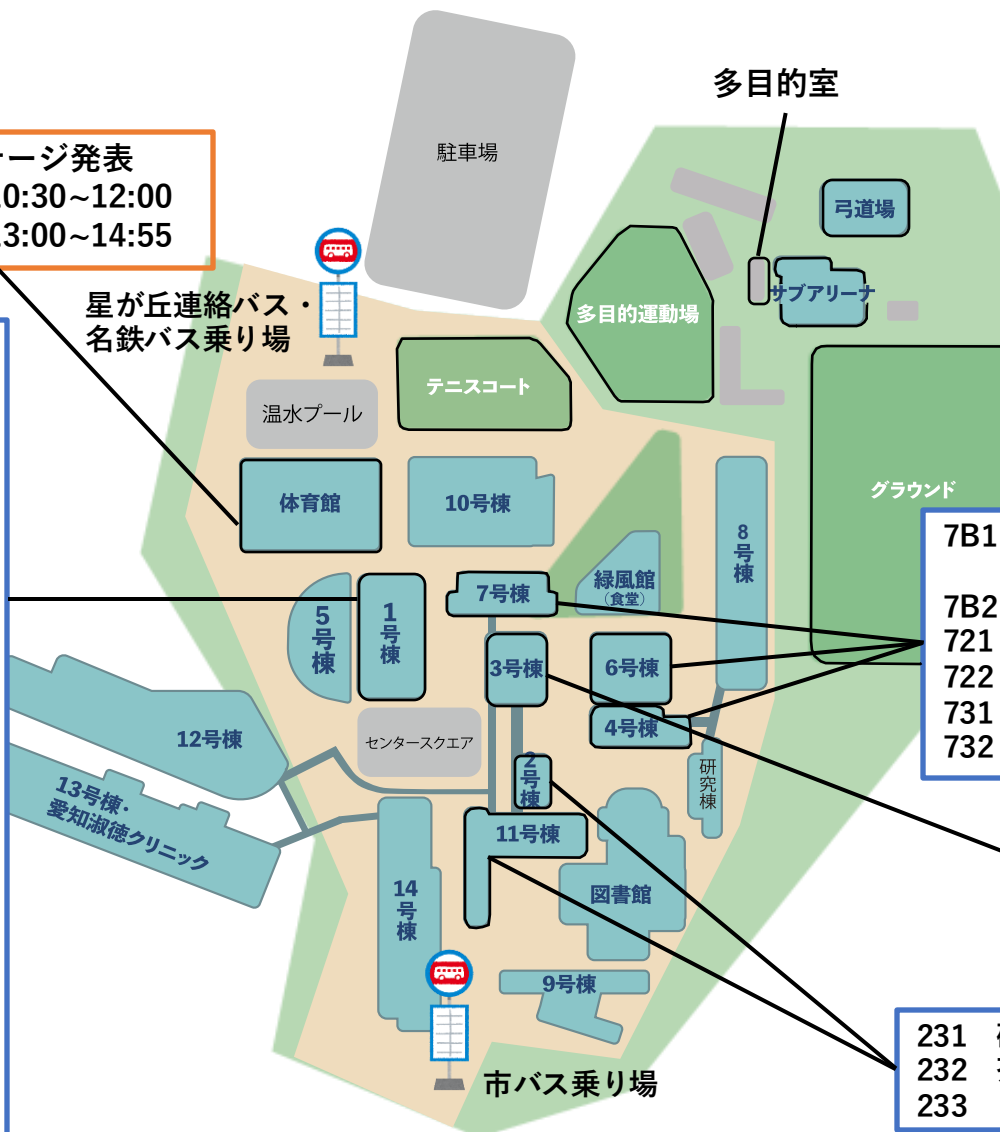 多目的室
駐車場
ージ発表
0:30~12:00
3:00~14:55
弓道場
サブアリーナ
星が丘連絡バス・
名鉄バス乗り場
多目的運動場
テニスコート
温水プール
体育館
10号棟
グラウンド
8号棟
7号棟
緑風館
(食堂)
5号棟
1号棟
3号棟
6号棟
4号棟
7B1
7B2
721
722
731
732
12号棟
センタースクエア
2号棟
研究棟
13号棟・
愛知淑徳クリニック
11号棟
14号棟
図書館
9号棟
市バス乗り場
231
232
233